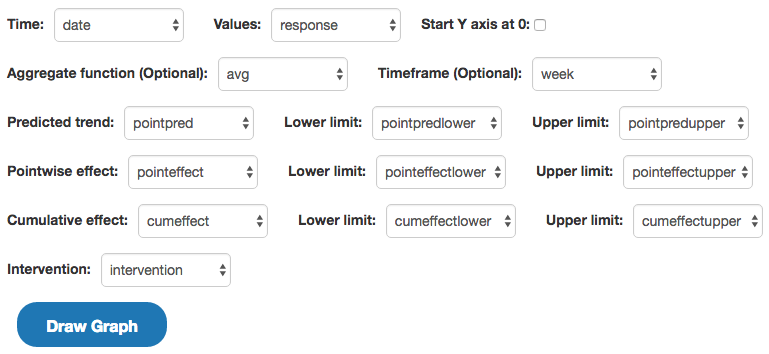 Time: date Values: response Start Y axis at 0:
Aggregate function (Optional): avg Timeframe (Optional): week
Predicted trend: pointpred Lower limit: pointpredlower Upper limit: pointpredupper
Pointwise effect: pointeffect Lower limit: pointeffectlower Upper limit: pointeffectupper
Cumulative effect: cumeffect Lower limit: cumeffectlower Upper limit: cumeffectupper
Intervention: intervention
Draw Graph